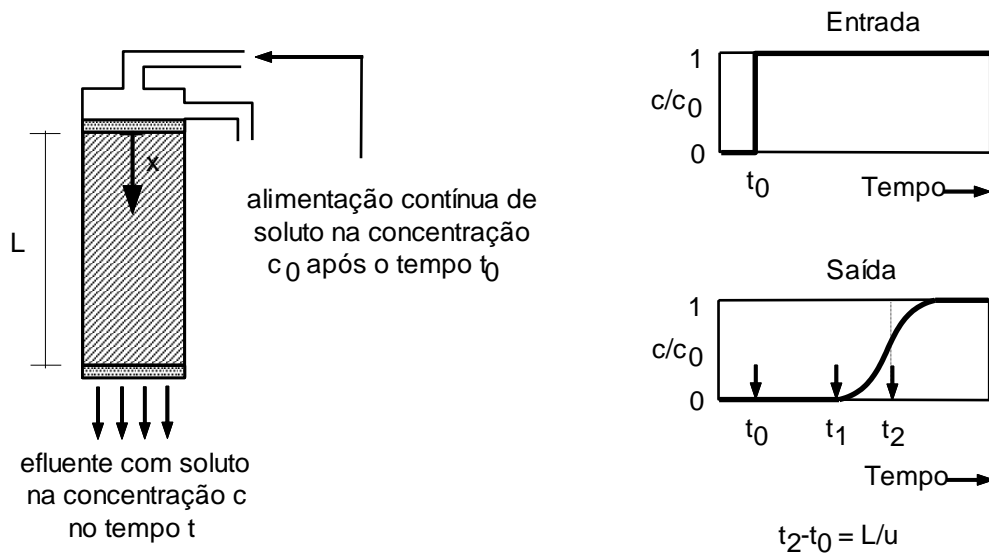 L
x
alimentação contínua de
soluto na concentração
c0 após o tempo t0
efluente com soluto
na concentração c
no tempo t
Entrada
1
c/c0
0
t0
Tempo
Saída
1
c/c0
0
t0 t1 t2
Tempo
t2-t0 = L/u